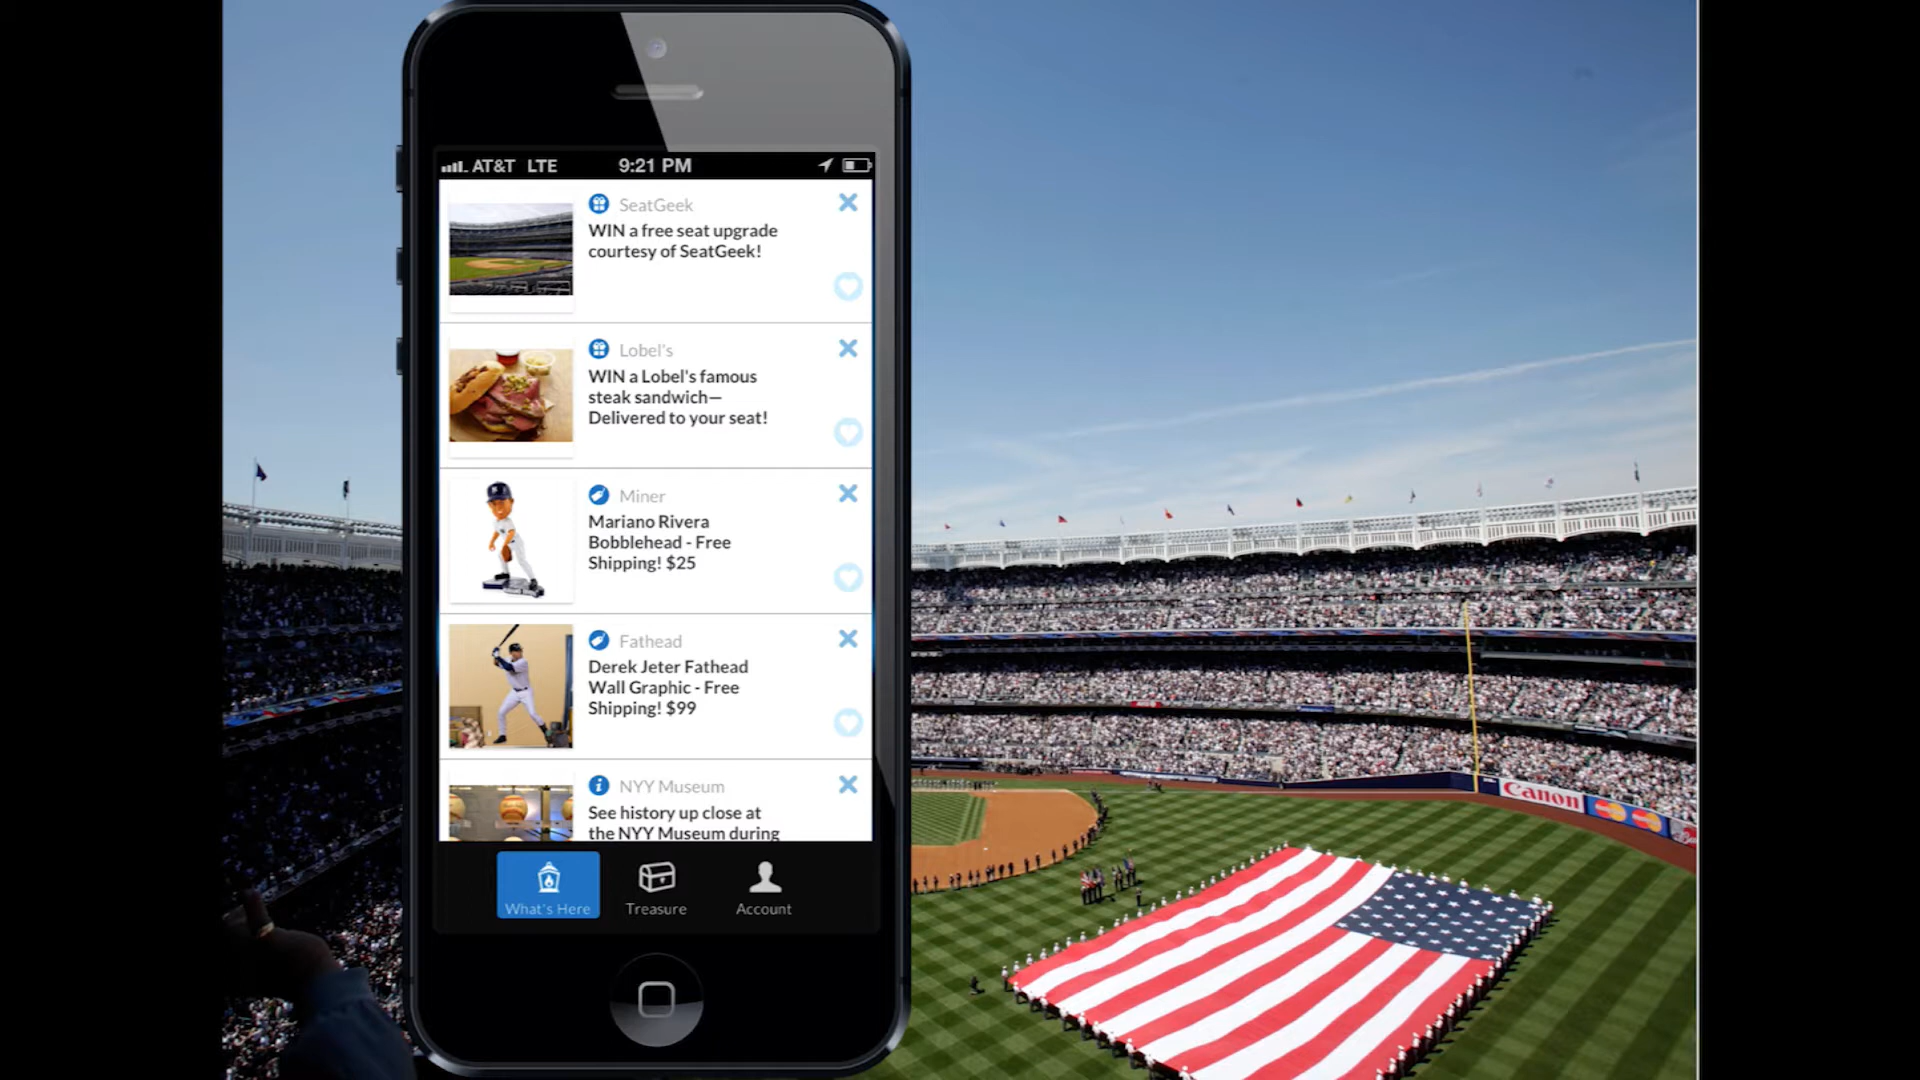 AT&T LTE 9:21 PM
SeatGeek
WIN a free seat upgrade
courtesy of SeatGeek!
Lobel's
WIN a Lobel's famous
steak sandwich—
Delivered to your seat!
Miner
Mariano Rivera
Bobblehead - Free
Shipping! $25
Fathead
Derek Jeter Fathead
Wall Graphic - Free
Shipping! $99
NYY Museum
See history up close at
the NYY Museum during
What's Here
Treasure
Account
Canon
MasterCard